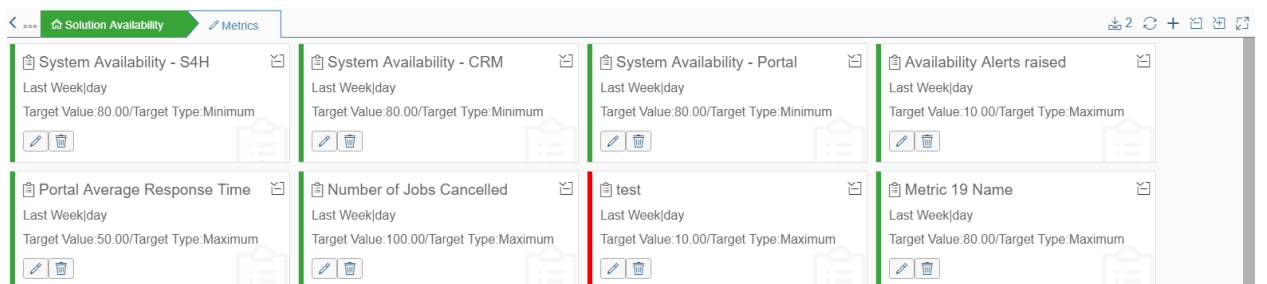 Solution Availability
Metrics
2
System Availability - S4H
Last Week|day
Target Value:80.00/Target Type:Minimum
System Availability - CRM
Last Week|day
Target Value:80.00/Target Type:Minimum
System Availability - Portal
Last Week|day
Target Value:80.00/Target Type:Minimum
Availability Alerts raised
Last Week|day
Target Value:10.00/Target Type:Maximum
Portal Average Response Time
Last Week|day
Target Value:50.00/Target Type:Maximum
Number of Jobs Cancelled
Last Week|day
Target Value:100.00/Target Type:Maximum
test
Last Week|day
Target Value:10.00/Target Type:Maximum
Metric 19 Name
Last Week|day
Target Value:80.00/Target Type:Maximum